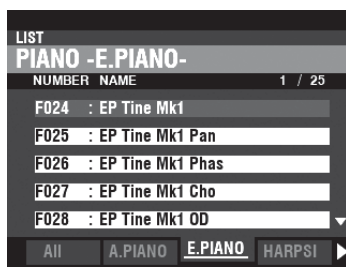 LIST
PIANO -E.PIANO-
NUMBER NAME 1 / 25
F024 : EP Tine Mk1
F025 : EP Tine Mk1 Pan
F026 : EP Tine Mk1 Phas
F027 : EP Tine Mk1 Cho
F028 : EP Tine Mk1 OD
All A.PIANO E.PIANO HARPSI